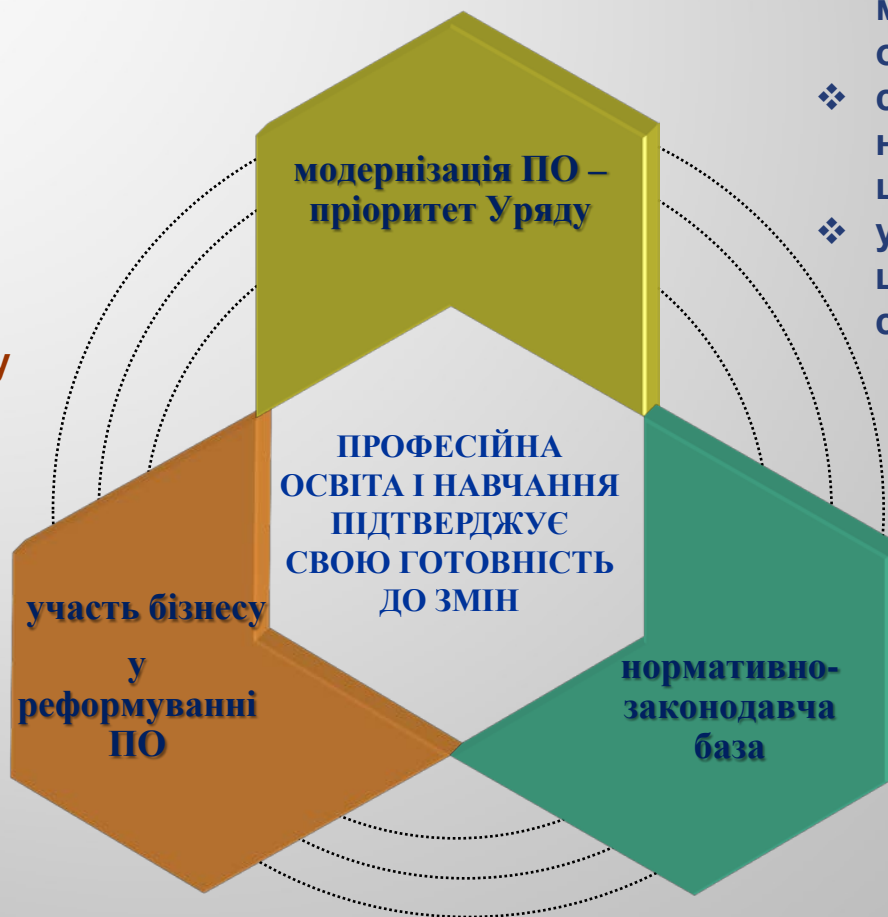 модернізація ПО –
пріоритет Уряду
у
ПРОФЕСІЙНА
ОСВІТА І НАВЧАННЯ
ПІДТВЕРДЖУЄ
СВОЮ ГОТОВНІСТЬ
ДО ЗМІН
участь бізнесу
у
реформуванні
ПО
нормативно-
законодавча
база